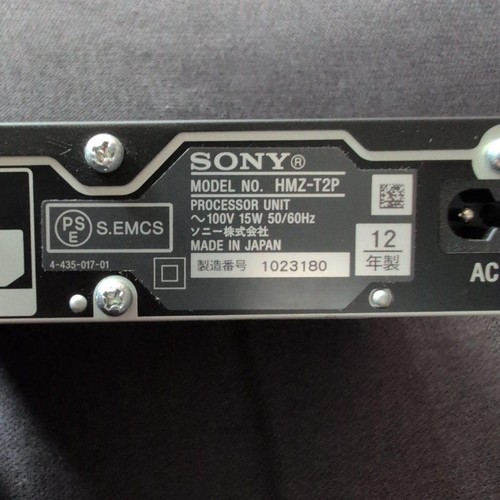 SONY®
MODEL NO. HMZ-T2P
PROCESSOR UNIT
～100V 15W 50/60Hz
ソニー株式会社
MADE IN JAPAN
製造番号 1023180
12
年製
PS
E
S.EMCS
4-435-017-01
AC